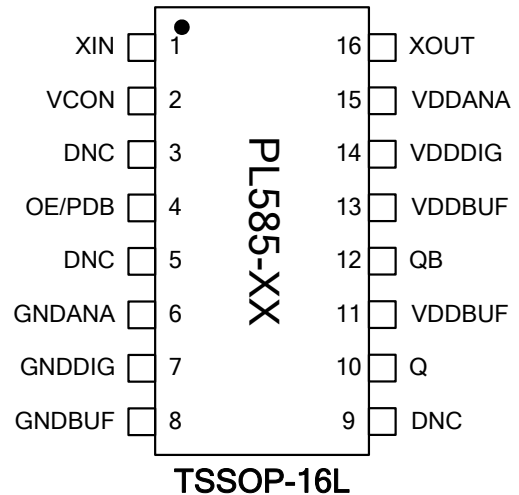 XIN 1 16 XOUT
VCON 2 15 VDDANA
DNC 3 14 VDDDIG
OE/PDB 4 13 VDDBUF
DNC 5 12 QB
GNDANA 6 11 VDDBUF
GNDDIG 7 10 Q
GNDBUF 8 9 DNC
PL585-XX
TSSOP-16L